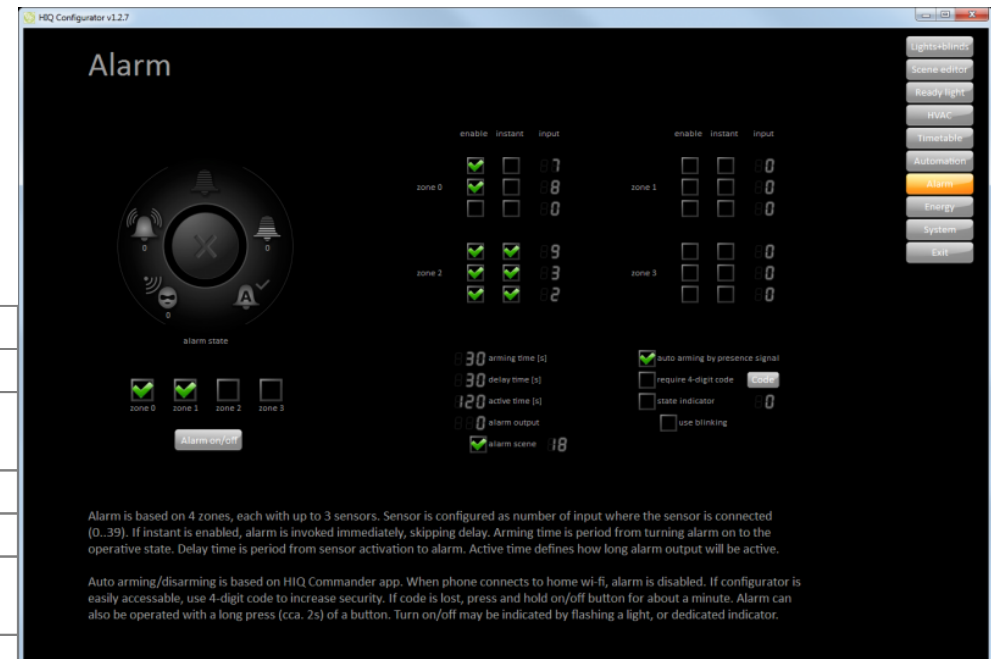 HIQ Configurator v1.2.7
Alarm
Lights+blinds
Scene editor
Ready light
HVAC
Timetable
Automation
Alarm
Energy
System
Exit
enable instant input
7
zone 0 8
0
enable instant input
0
zone 1 0
0
9
zone 2 3
2
0
zone 3 0
0
0
0
0
A
alarm state
zone 0 zone 1 zone 2 zone 3
Alarm on/off
30 arming time [s]
30 delay time [s]
120 active time [s]
0 alarm output
alarm scene 18
auto arming by presence signal
require 4-digit code Code
state indicator 0
use blinking
Alarm is based on 4 zones, each with up to 3 sensors. Sensor is configured as number of input where the sensor is connected
(0..39). If instant is enabled, alarm is invoked immediately, skipping delay. Arming time is period from turning alarm on to the
operative state. Delay time is period from sensor activation to alarm. Active time defines how long alarm output will be active.
Auto arming/disarming is based on HIQ Commander app. When phone connects to home wi-fi, alarm is disabled. If configurator is
easily accessable, use 4-digit code to increase security. If code is lost, press and hold on/off button for about a minute. Alarm can
also be operated with a long press (cca. 2s) of a button. Turn on/off may be indicated by flashing a light, or dedicated indicator.